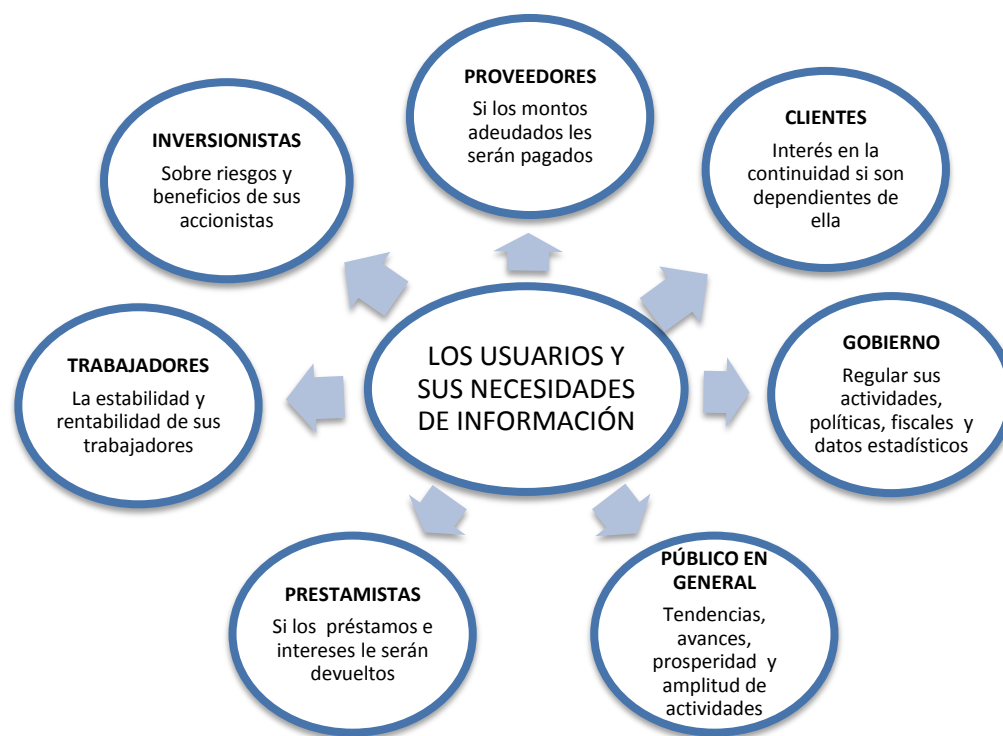 PROVEEDORES
Si los montos
adeudados les
serán pagados
CLIENTES
Interés en la
continuidad si son
dependientes de
ella
GOBIERNO
Regular sus
actividades,
políticas, fiscales  y
datos estadísticos
PÚBLICO EN
GENERAL
Tendencias,
avances,
prosperidad  y
amplitud de
actividades
PRESTAMISTAS
Si los  préstamos e
intereses le serán
devueltos
TRABAJADORES
La estabilidad y
rentabilidad de sus
trabajadores
INVERSIONISTAS
Sobre riesgos y
beneficios de sus
accionistas
LOS USUARIOS Y
SUS NECESIDADES
DE INFORMACIÓN